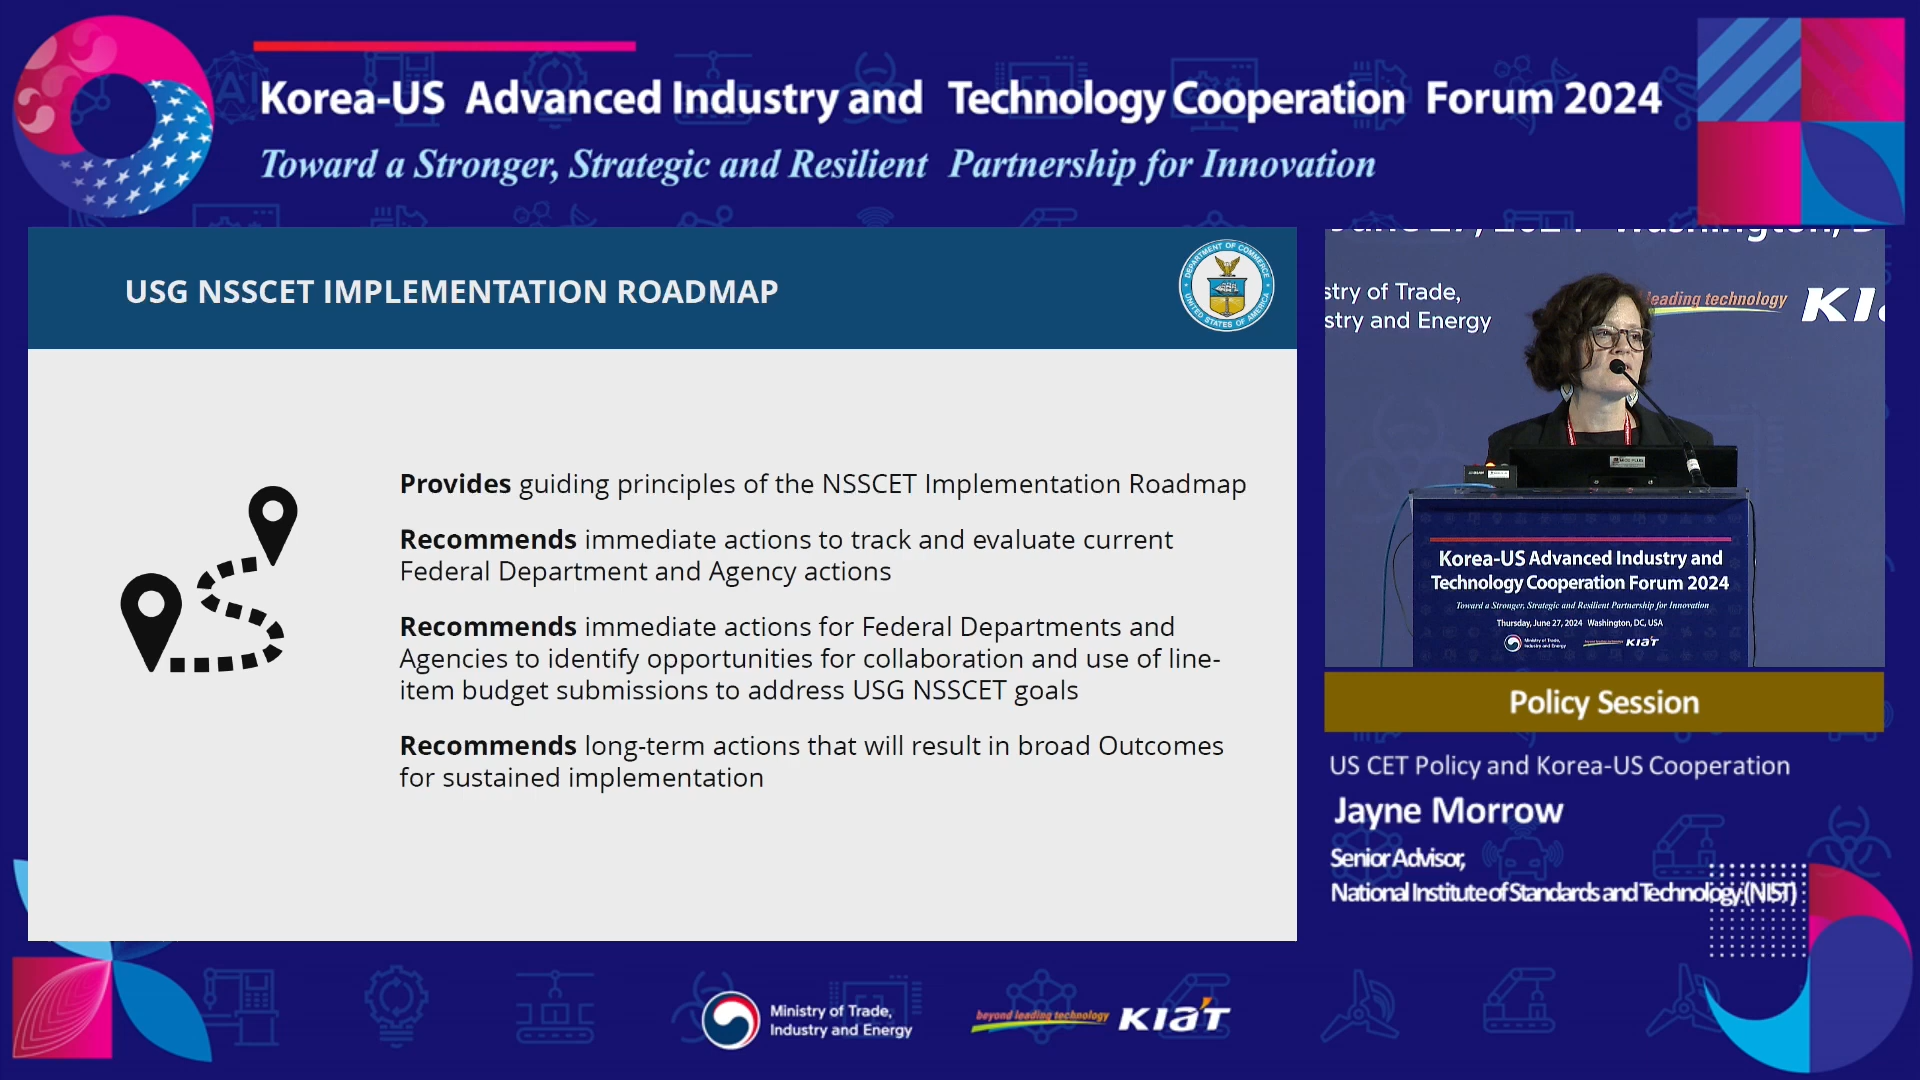 Korea-US Advanced Industry and Technology Cooperation Forum 2024
Toward a Stronger, Strategic and Resilient Partnership for Innovation
USG NSSCET IMPLEMENTATION ROADMAP
DEPARTMENT OF COMMERCE
UNITED STATES OF AMERICA
Provides guiding principles of the NSSCET Implementation Roadmap
Recommends immediate actions to track and evaluate current
Federal Department and Agency actions
Recommends immediate actions for Federal Departments and
Agencies to identify opportunities for collaboration and use of line-
item budget submissions to address USG NSSCET goals
Recommends long-term actions that will result in broad Outcomes
for sustained implementation
stry of Trade,
stry and Energy
leading technology
Korea-US Advanced Industry and
Technology Cooperation Forum 2024
Toward a Stronger, Strategic and Resilient Partnership for Innovation
Thursday, June 27, 2024 Washington, DC, USA
Ministry of Trade,
Industry and Energy
KIAT
Policy Session
US CET Policy and Korea-US Cooperation
Jayne Morrow
Senior Advisor,
National Institute of Standards and Technology (NIST)
Ministry of Trade,
Industry and Energy
beyond leading technology
KIAT